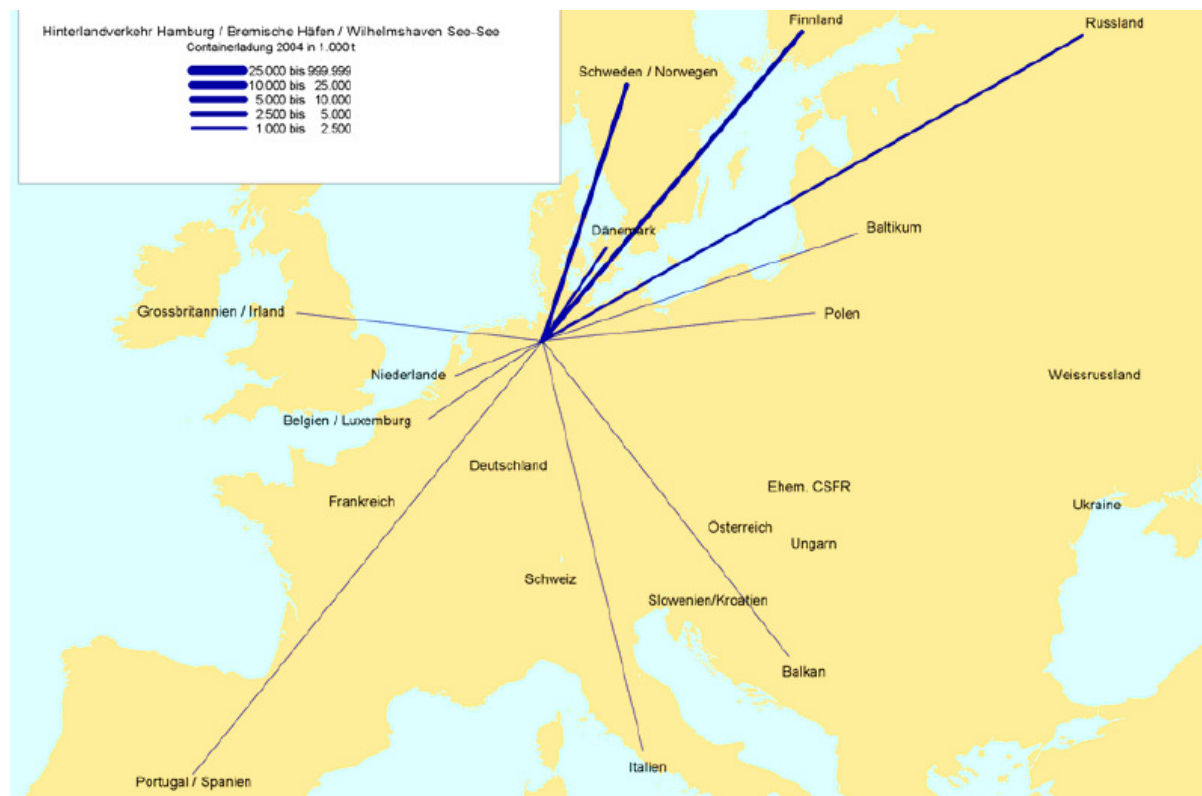 Hinterlandverkehr Hamburg / Bremische Häfen / Wilhelmshaven See-See
Containerladung 2004 in 1.000 t
25.000 bis 999.999
10.000 bis 25.000
5.000 bis 10.000
2.500 bis 5.000
1.000 bis 2.500
Finnland
Russland
Schweden / Norwegen
Dänemark
Baltikum
Grossbritannien / Irland
Polen
Niederlande
Weissrussland
Belgien / Luxemburg
Deutschland
Frankreich
Ehem. CSFR
Ukraine
Österreich
Ungarn
Schweiz
Slowenien/Kroatien
Balkan
Italien
Portugal / Spanien